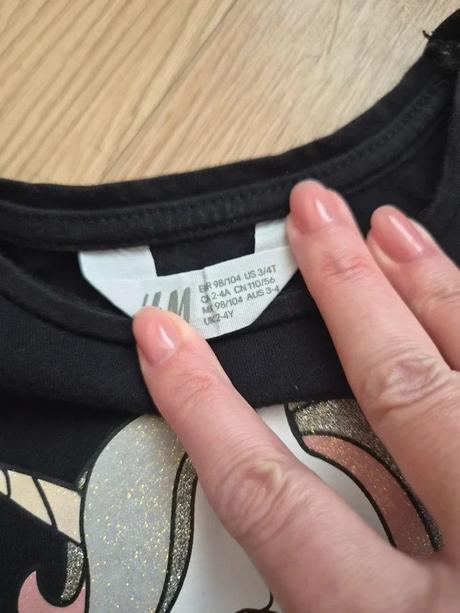 H&M
EUR 98/104 US 3/4T
CA 2-4A CN 110/56
MX 98/104 AUS 3-4
UK 2-4Y